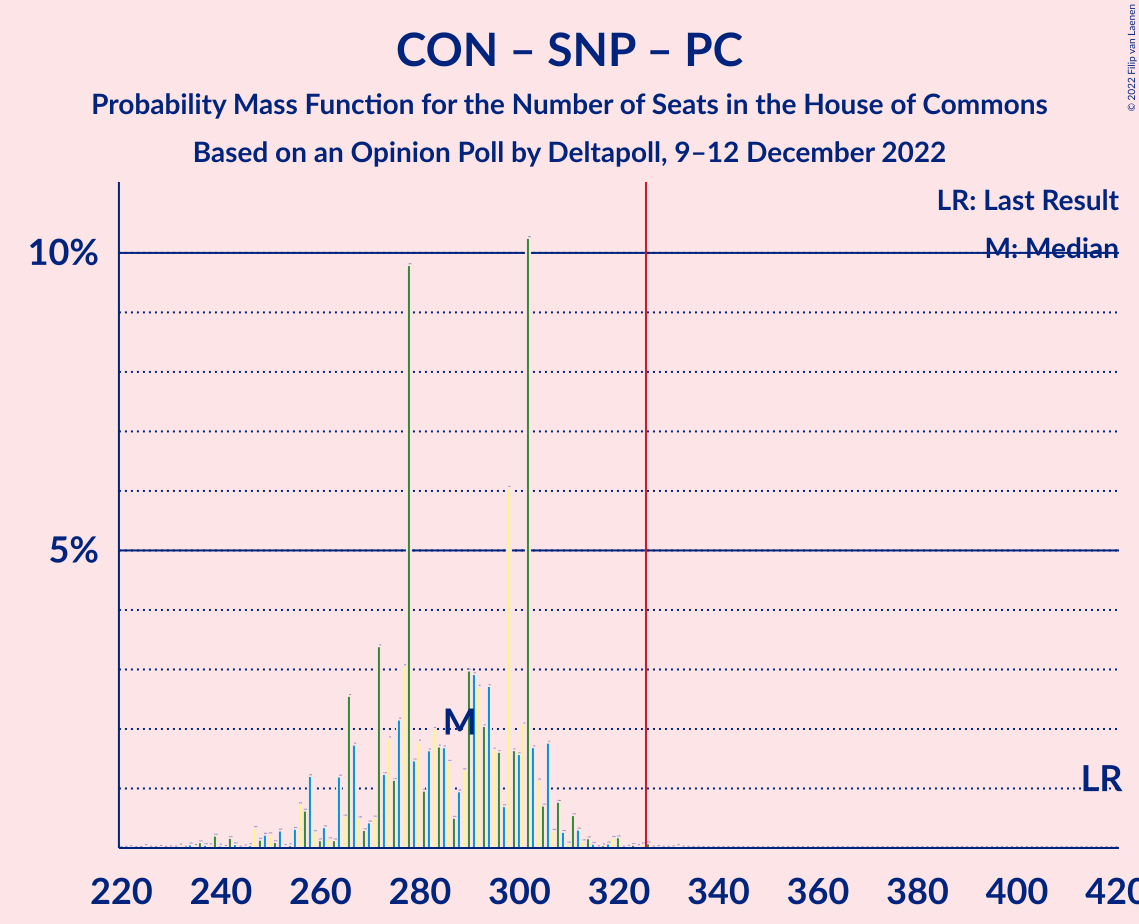 CON – SNP – PC
Probability Mass Function for the Number of Seats in the House of Commons
Based on an Opinion Poll by Deltapoll, 9–12 December 2022
© 2022 Filip van Laenen
LR: Last Result
M: Median
10%
5%
M
LR
220 240 260 280 300 320 340 360 380 400 420